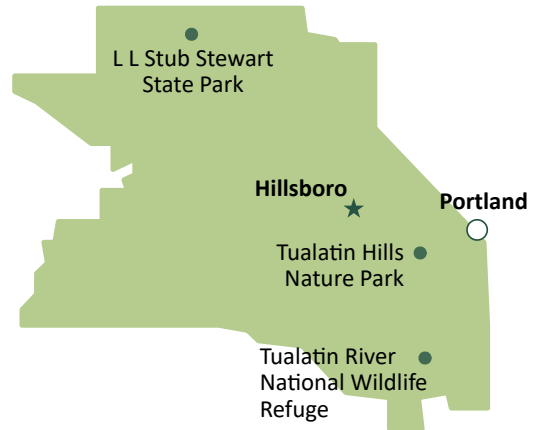 L L Stub Stewart
State Park
Hillsboro
Portland
Tualatin Hills
Nature Park
Tualatin River
National Wildlife
Refuge